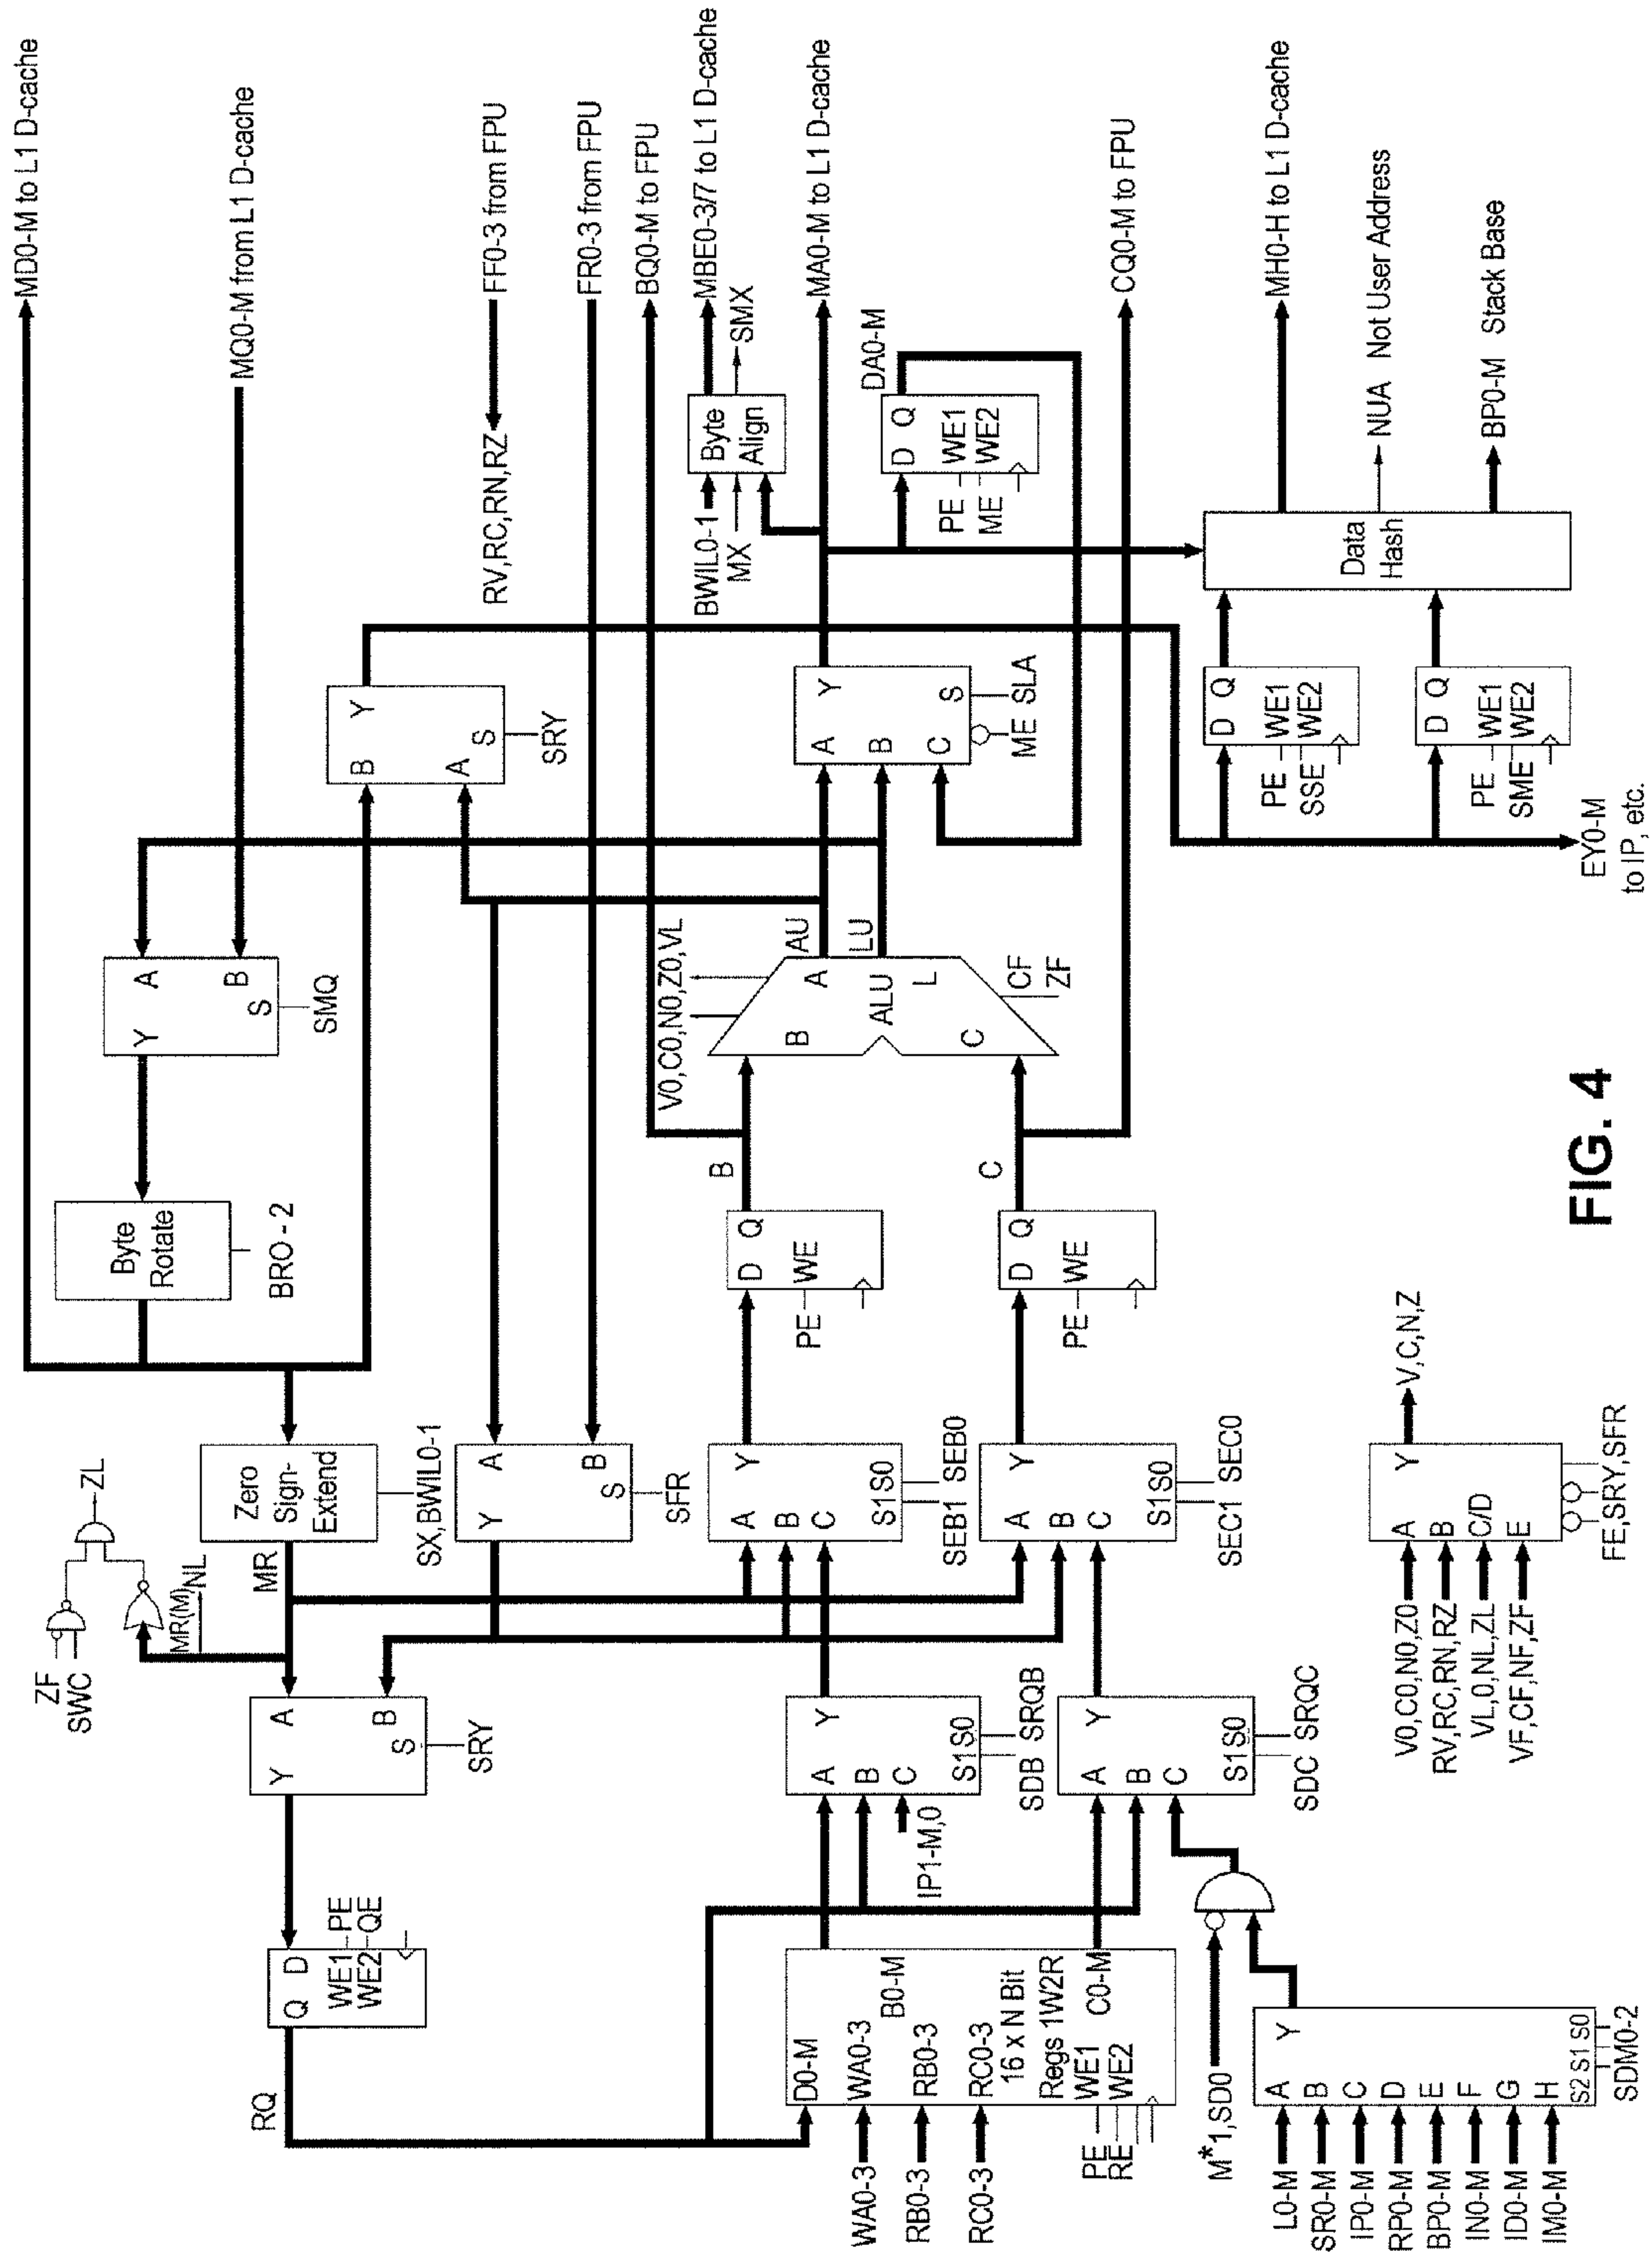 MD0-M to L1 D-cache
MQ0-M from L1 D-cache
FF0-3 from FPU
RV,RC,RN,RZ
FR0-3 from FPU
BQ0-M to FPU
MBE0-3/7 to L1 D-cache
SMX
Byte
Align
BWIL0-1
MX
MA0-M to L1 D-cache
DA0-M
D Q
WE1
WE2
PE
ME
CQ0-M to FPU
MH0-H to L1 D-cache
NUA Not User Address
BP0-M Stack Base
Data
Hash
D Q
WE1
WE2
PE
SSE
D Q
WE1
WE2
PE
SME
EY0-M
to IP, etc.
B Y
A S
SRY
A Y
B
C S
ME SLA
Y A
B
S
SMQ
Byte
Rotate
BRO - 2
V0,C0,N0,Z0,VL
AU
LU
B A
ALU
C L
CF
ZF
B
C
D Q
WE
PE
D Q
WE
PE
Zero
Sign-
Extend
SX,BWIL0-1
MR
ZL
NL
MR(M)
ZF
SWC
Y A
B
S
SFR
A Y
B
C
S1S0
SEB1 SEB0
A Y
B
C
S1S0
SEC1 SEC0
Y A
B
S
SRY
A Y
B
C
S1S0
SDB SRQB
IP1-M,0
A Y
B
C
S1S0
SDC SRQC
Q D
WE1
WE2
PE
QE
RQ
D0-M
WA0-3
B0-M
RB0-3
RC0-3
16 x N Bit
Regs 1W2R
WE1 C0-M
WE2
WA0-3
RB0-3
RC0-3
PE
RE
M*1,SD0
L0-M A Y
SR0-M B
IP0-M C
RP0-M D
BP0-M E
IN0-M F
ID0-M G
IM0-M H
S2 S1 S0
SDM0-2
V0,C0,N0,Z0 A Y
RV,RC,RN,RZ B
VL,0,NL,ZL C/D
VF,CF,NF,ZF E
V,C,N,Z
FE,SRY,SFR
FIG. 4